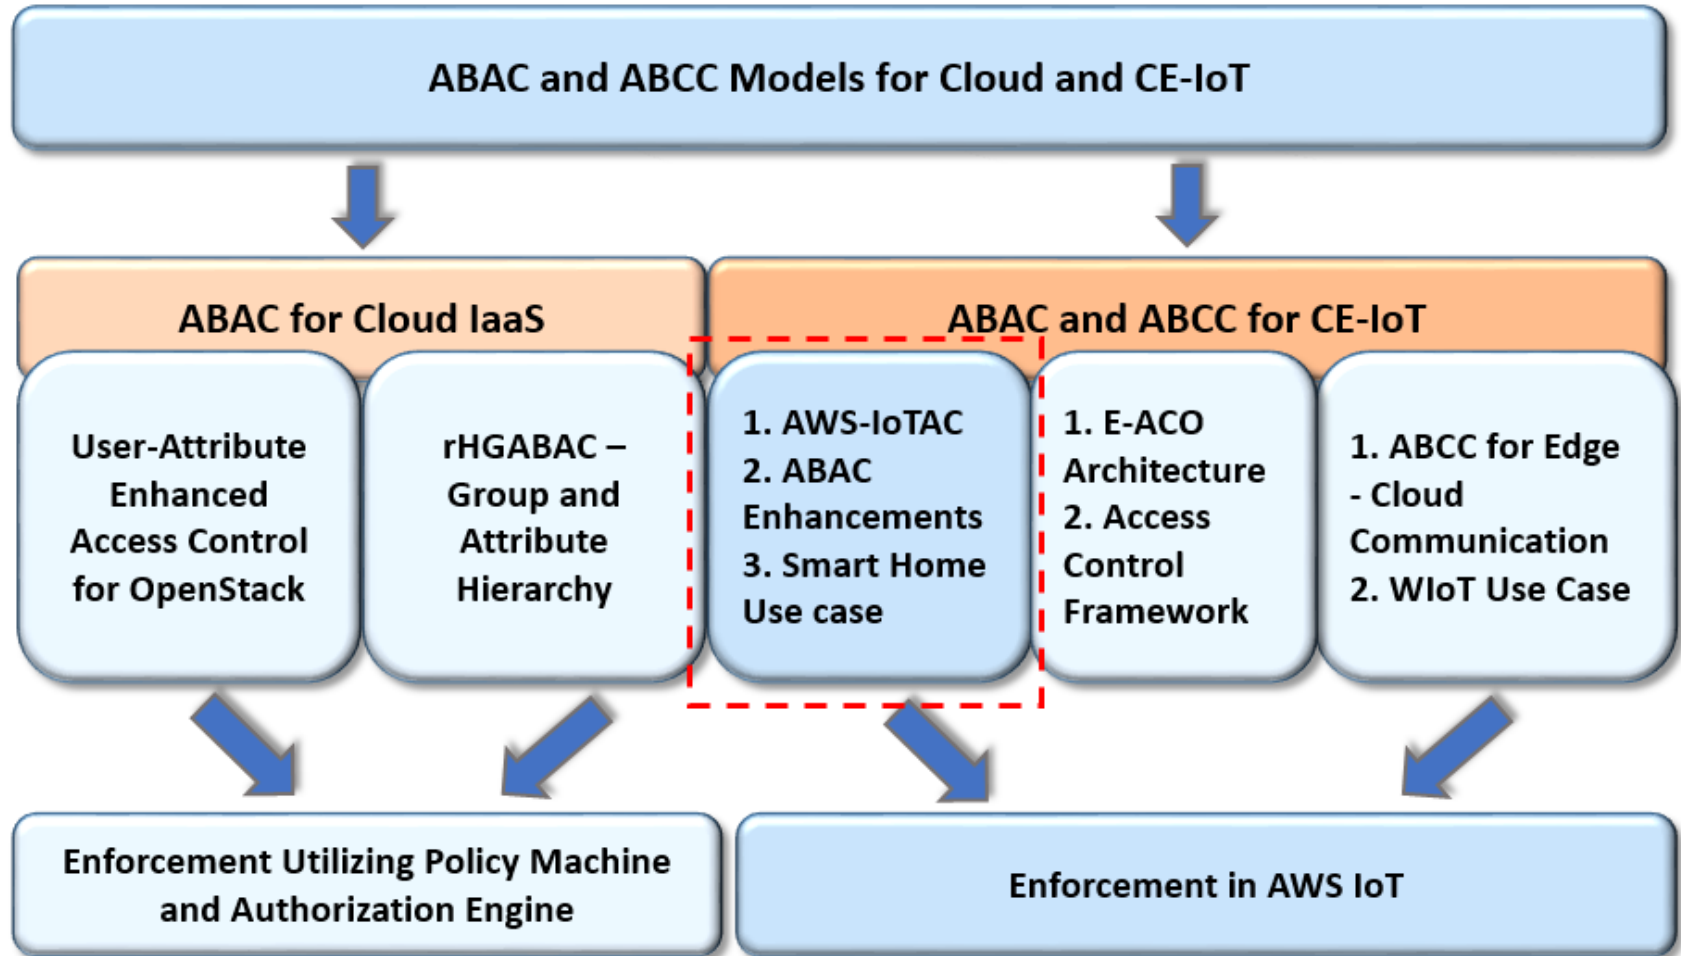 ABAC and ABCC Models for Cloud and CE-IoT
ABAC for Cloud IaaS
ABAC and ABCC for CE-IoT
User-Attribute
Enhanced
Access Control
for OpenStack
rHGABAC –
Group and
Attribute
Hierarchy
1. AWS-IoTAC
2. ABAC
Enhancements
3. Smart Home
Use case
1. E-ACO
Architecture
2. Access
Control
Framework
1. ABCC for Edge
- Cloud
Communication
2. WIoT Use Case
Enforcement Utilizing Policy Machine
and Authorization Engine
Enforcement in AWS IoT